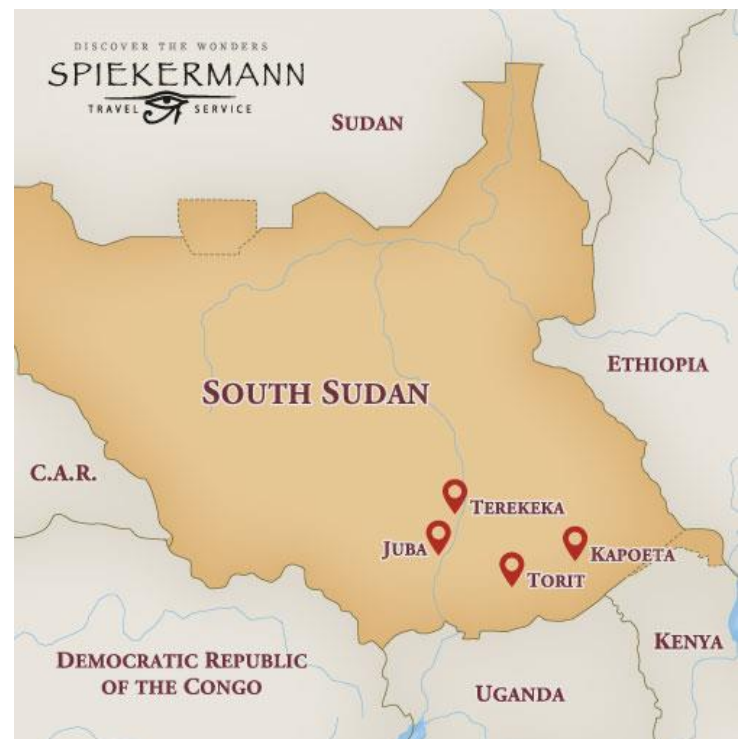 DISCOVER THE WONDERS
SPIEKERMANN
TRAVEL SERVICE
SUDAN
ETHIOPIA
SOUTH SUDAN
C.A.R.
TEREKEKA
JUBA
KAPOETA
TORIT
KENYA
DEMOCRATIC REPUBLIC
OF THE CONGO
UGANDA